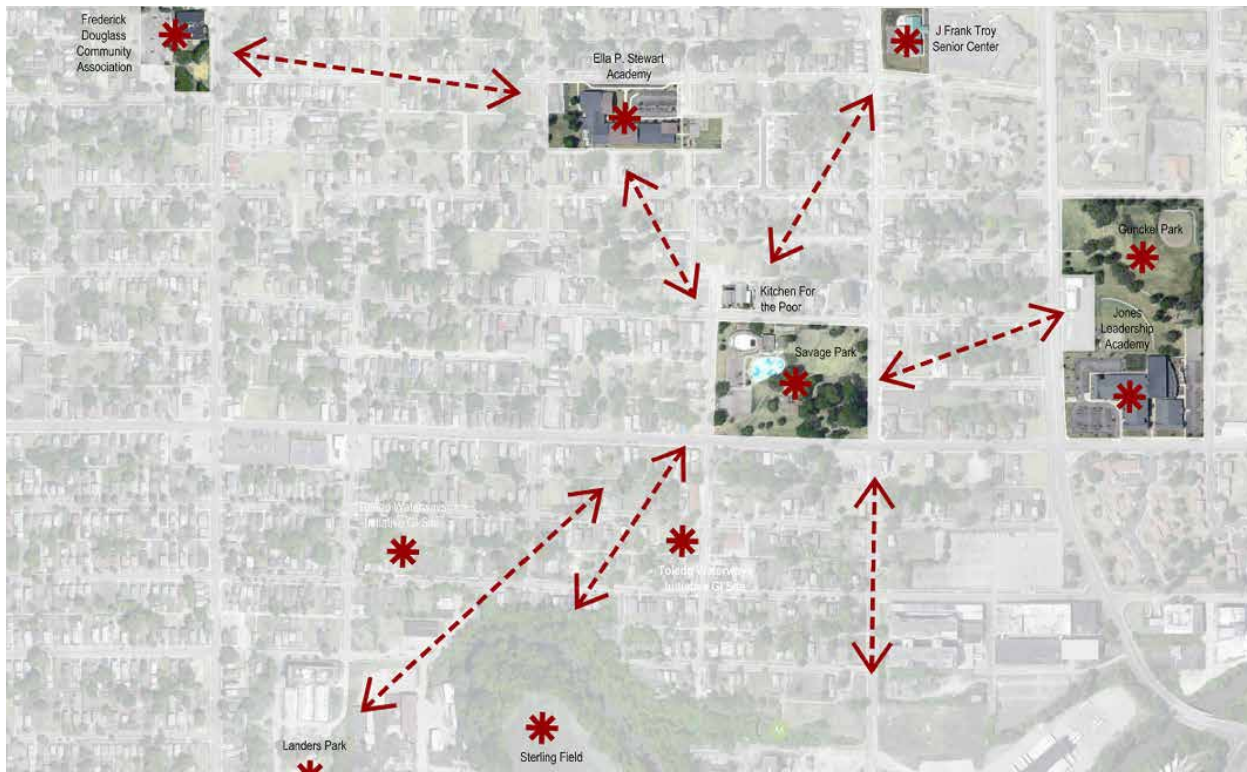 Frederick
Douglass
Community
Association
Ella P. Stewart
Academy
J Frank Troy
Senior Center
Gunckel Park
Kitchen For
the Poor
Jones
Leadership
Academy
Savage Park
Toledo Waterways
Initiative GI Site
Toledo Waterways
Initiative GI Site
Landers Park
Sterling Field